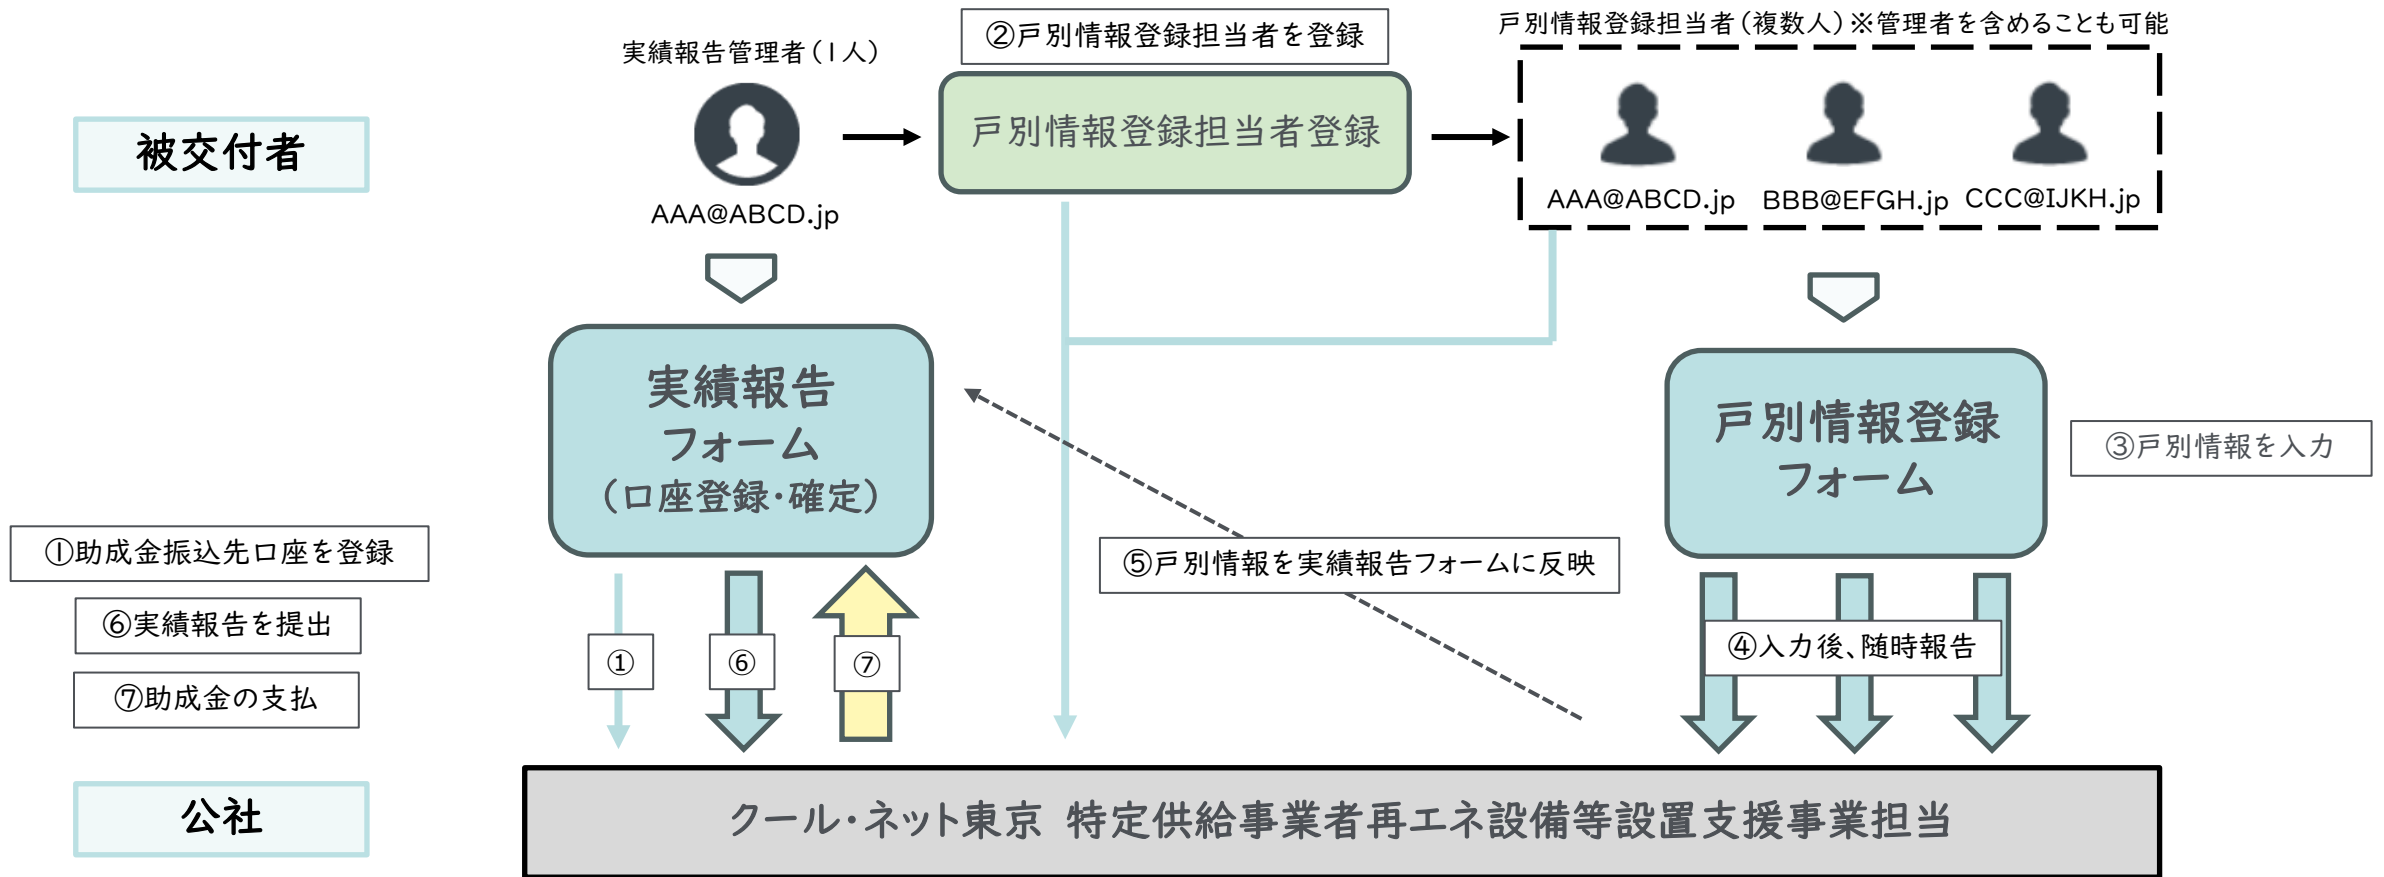 実績報告管理者（1人）
②戸別情報登録担当者を登録
戸別情報登録担当者（複数人）※管理者を含めることも可能
被交付者
戸別情報登録担当者登録
AAA@ABCD.jp
AAA@ABCD.jp
BBB@EFGH.jp
CCC@IJKH.jp
実績報告
フォーム
（口座登録・確定）
戸別情報登録
フォーム
③戸別情報を入力
①助成金振込先口座を登録
⑤戸別情報を実績報告フォームに反映
⑥実績報告を提出
①
⑥
⑦
④入力後、随時報告
⑦助成金の支払
公社
クール・ネット東京 特定供給事業者再エネ設備等設置支援事業担当